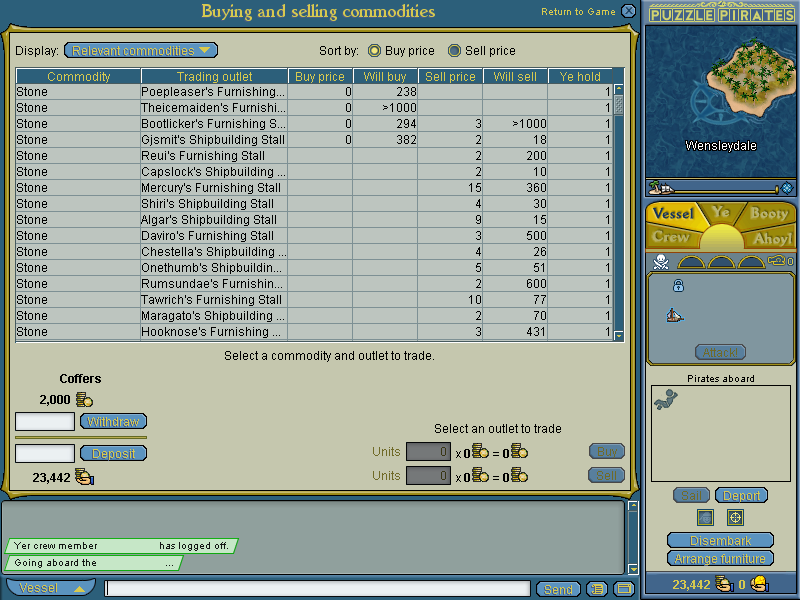 Buying and selling commodities
Return to Game
PUZZLE PIRATES
Display: Relevant commodities
Sort by: Buy price Sell price
Commodity Trading outlet Buy price Will buy Sell price Will sell Ye hold
Stone Poepleaser's Furnishing... 0 238 1
Stone Theicemaiden's Furnishi... 0 >1000 1
Stone Bootlicker's Furnishing S... 0 294 3 >1000 1
Stone Gjsmit's Shipbuilding Stall 0 382 2 18 1
Stone Reui's Furnishing Stall 2 200 1
Stone Capslock's Shipbuilding ... 2 10 1
Stone Mercury's Furnishing Stall 15 360 1
Stone Shiri's Shipbuilding Stall 4 30 1
Stone Algar's Shipbuilding Stall 9 15 1
Stone Daviro's Furnishing Stall 3 500 1
Stone Chestella's Shipbuilding ... 4 26 1
Stone Onethumb's Shipbuildin... 5 51 1
Stone Rumsundae's Furnishin... 2 600 1
Stone Tawrich's Furnishing Stall 10 77 1
Stone Maragato's Shipbuilding ... 2 70 1
Stone Hooknose's Furnishing ... 3 431 1
Select a commodity and outlet to trade.
Coffers
2,000
Withdraw
Deposit
23,442
Select an outlet to trade
Units 0 x 0 = 0 Buy
Units 0 x 0 = 0 Sell
Yer crew member has logged off.
Going aboard the ...
Vessel
Send
Wensleydale
Vessel Ye Booty
Crew Ahoy!
0
Attack!
Pirates aboard
Sail Deport
Disembark
Arrange furniture
23,442 0